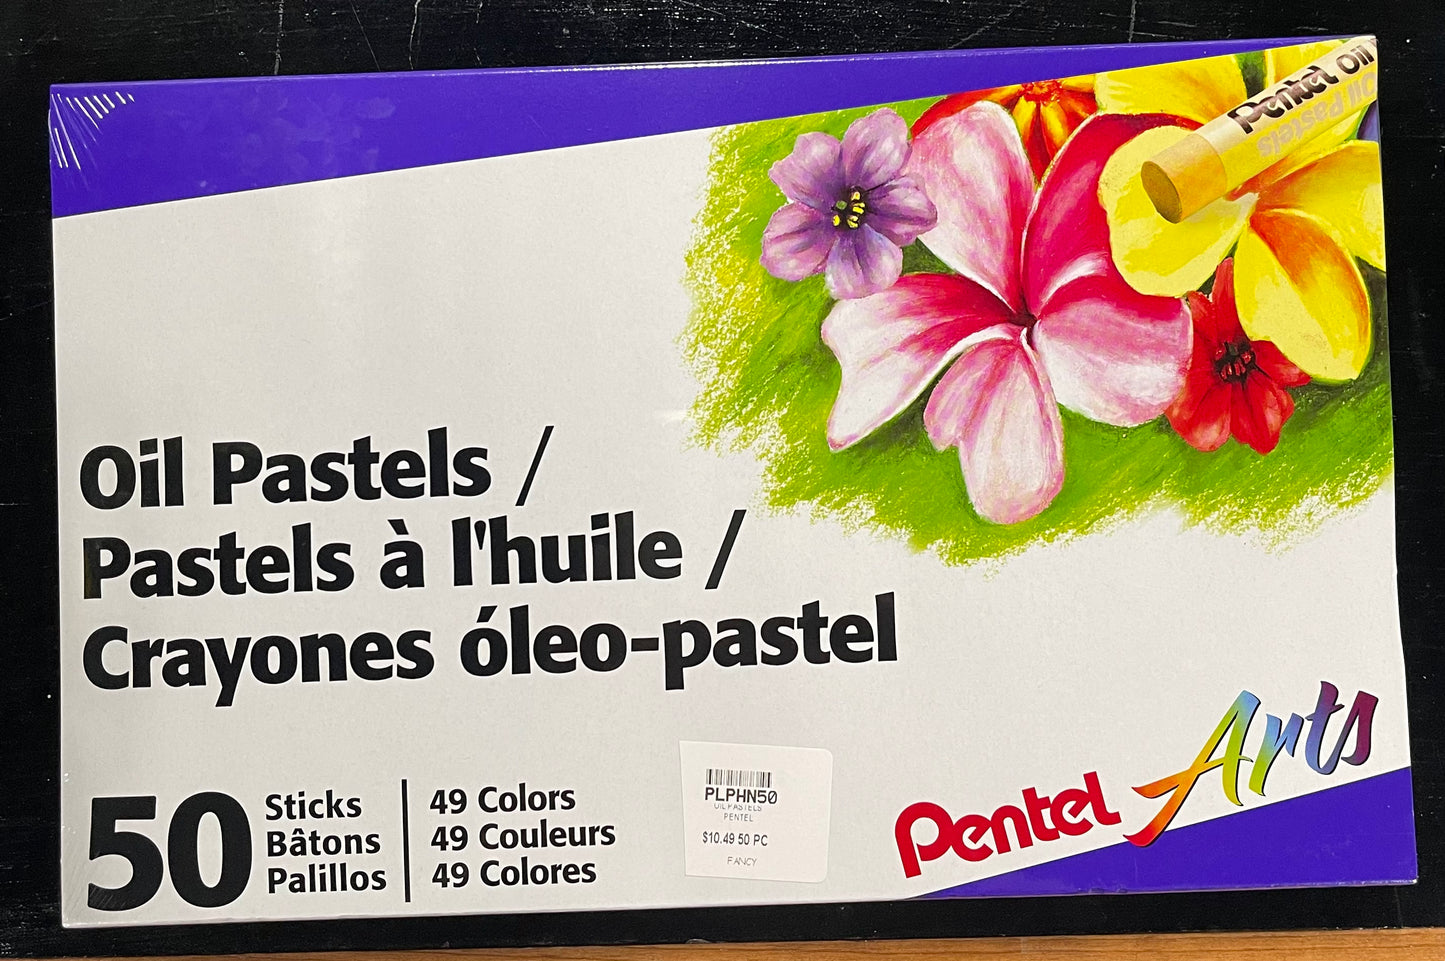 Pentel Oil
Oil Pastels
Oil Pastels /
Pastels à l'huile /
Crayones óleo-pastel
50
Sticks
Bâtons
Palillos
49 Colors
49 Couleurs
49 Colores
PLPHN50
OIL PASTELS
PENTEL
$10.49 50 PC
FANCY
Pentel Arts